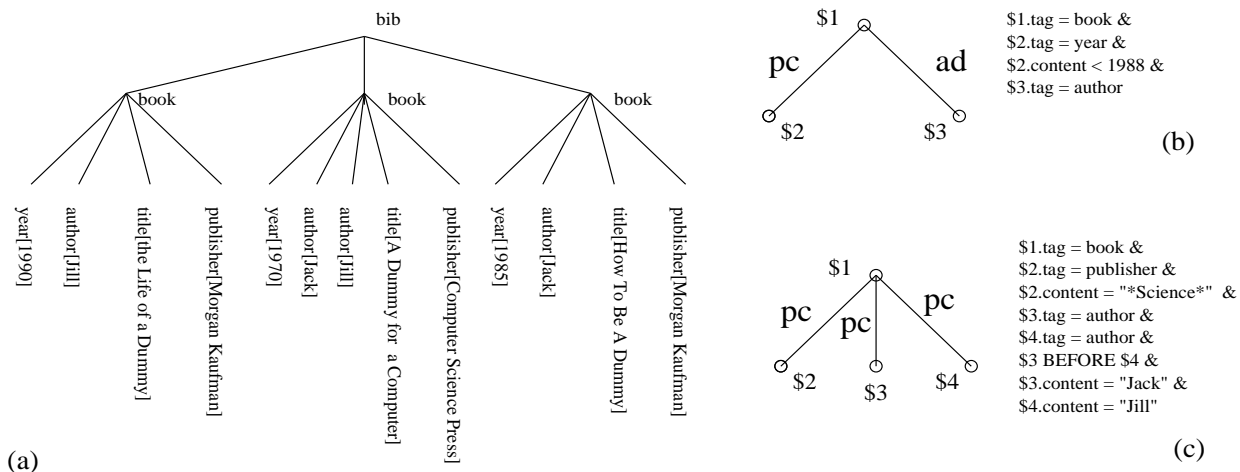 bib
book
book
book
year[1990]
author[Jill]
title[the Life of a Dummy]
publisher[Morgan Kaufman]
year[1970]
author[Jack]
author[Jill]
title[A Dummy for a Computer]
publisher[Computer Science Press]
year[1985]
author[Jack]
title[How To Be A Dummy]
publisher[Morgan Kaufman]
(a)
$1
pc
ad
$2
$3
$1.tag = book &
$2.tag = year &
$2.content < 1988 &
$3.tag = author
(b)
$1
pc
pc
pc
$2
$3
$4
$1.tag = book &
$2.tag = publisher &
$2.content = "*Science*" &
$3.tag = author &
$4.tag = author &
$3 BEFORE $4 &
$3.content = "Jack" &
$4.content = "Jill"
(c)